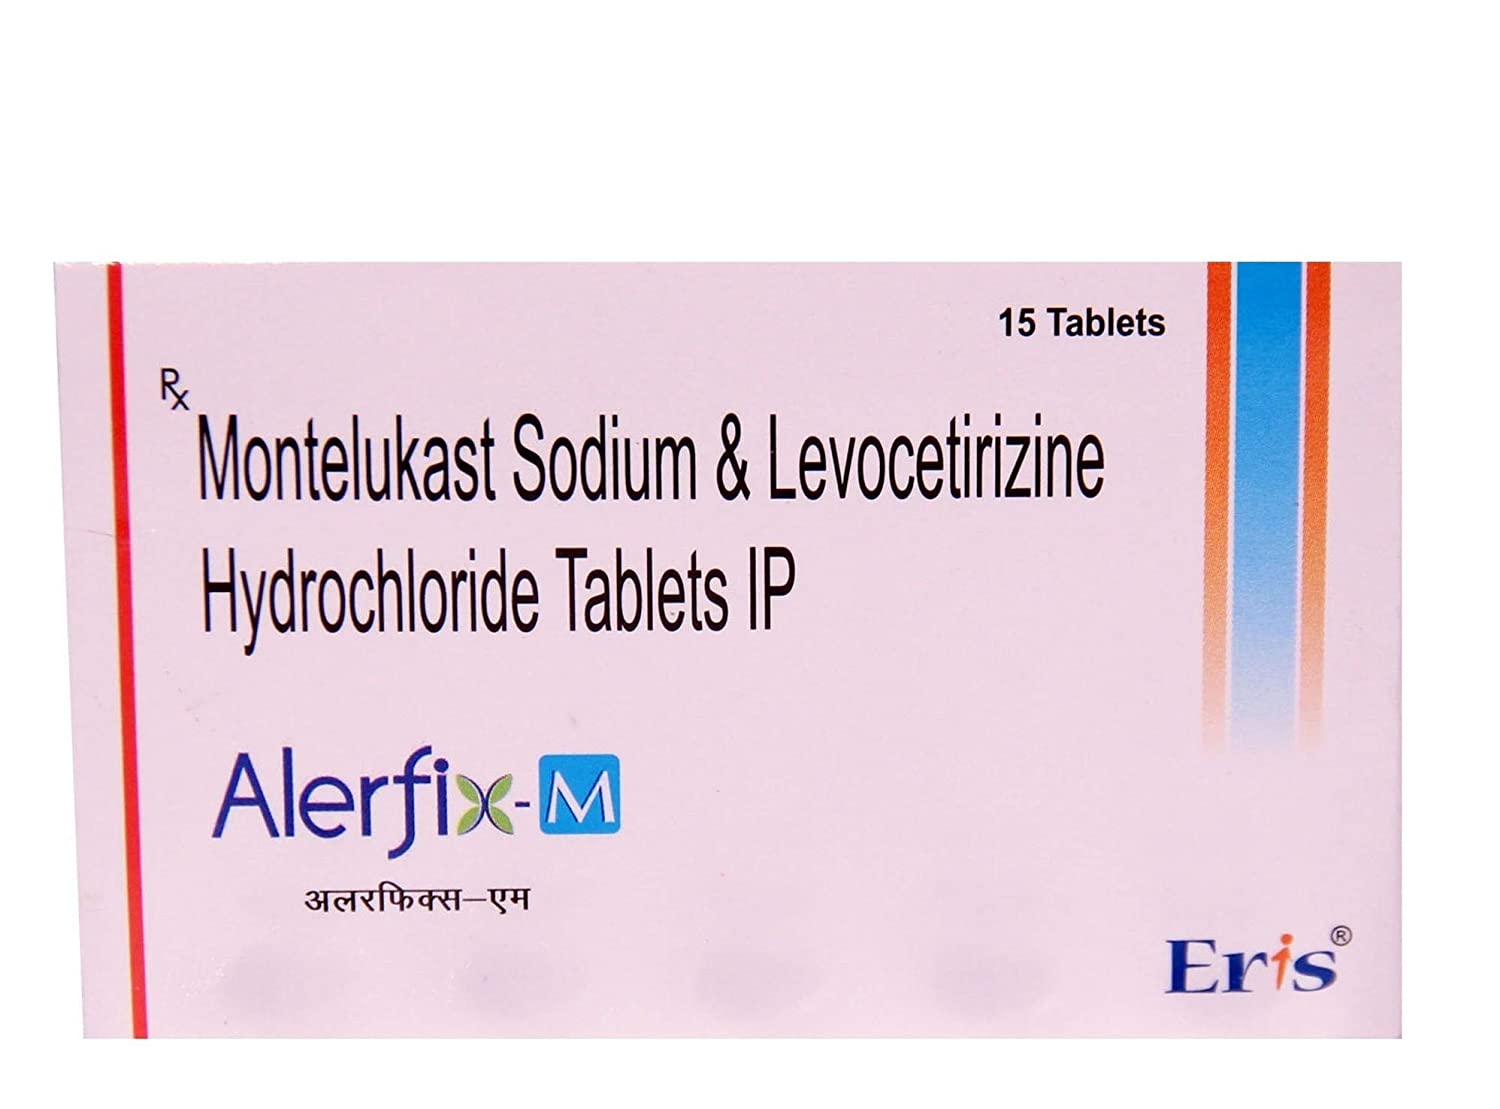 15 Tablets
Rx
Montelukast Sodium & Levocetirizine
Hydrochloride Tablets IP
Alerfix-M
अलरफिक्स–एम
Eris®